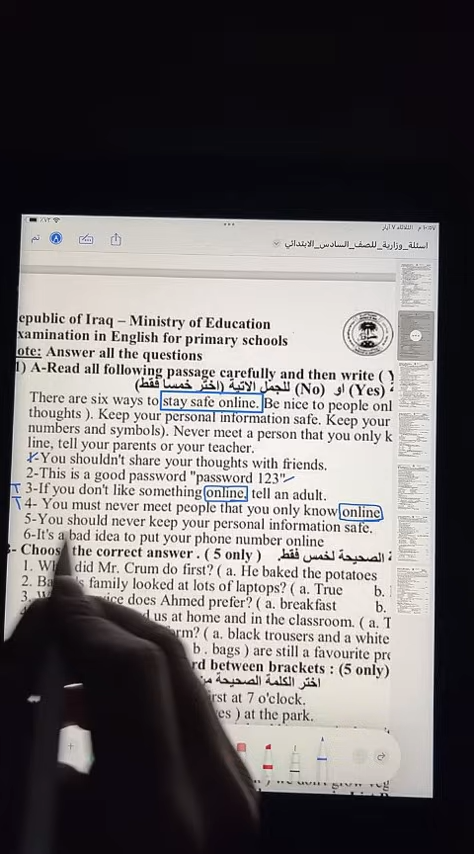 اسئلة_وزارية_للصف_السادس_الابتدائي
تم
epublic of Iraq – Ministry of Education
xamination in English for primary schools
ote: Answer all the questions
1) A-Read all following passage carefully and then write (
(Yes) او (No) للجمل الاتية (اختر خمسا فقط)
There are six ways to stay safe online. Be nice to people onl
thoughts ). Keep your personal information safe. Keep your
numbers and symbols). Never meet a person that you only k
line, tell your parents or your teacher.
You shouldn't share your thoughts with friends.
2-This is a good password "password 123"
T 3-If you don't like something online, tell an adult.
T 4- You must never meet people that you only know online
5-You should never keep your personal information safe.
6-It's a bad idea to put your phone number online
- Choose the correct answer . ( 5 only ) الصحيحة لخمس فقط
1. did Mr. Crum do first? ( a. He baked the potatoes
2. family looked at lots of laptops? ( a. True b.
3. does Ahmed prefer? ( a. breakfast b.
d us at home and in the classroom. ( a. T
orm? ( a. black trousers and a white
b . bags ) are still a favourite pr
rd between brackets : (5 only)
اختر الكلمة الصحيحة
irst at 7 o'clock.
es ) at the park.